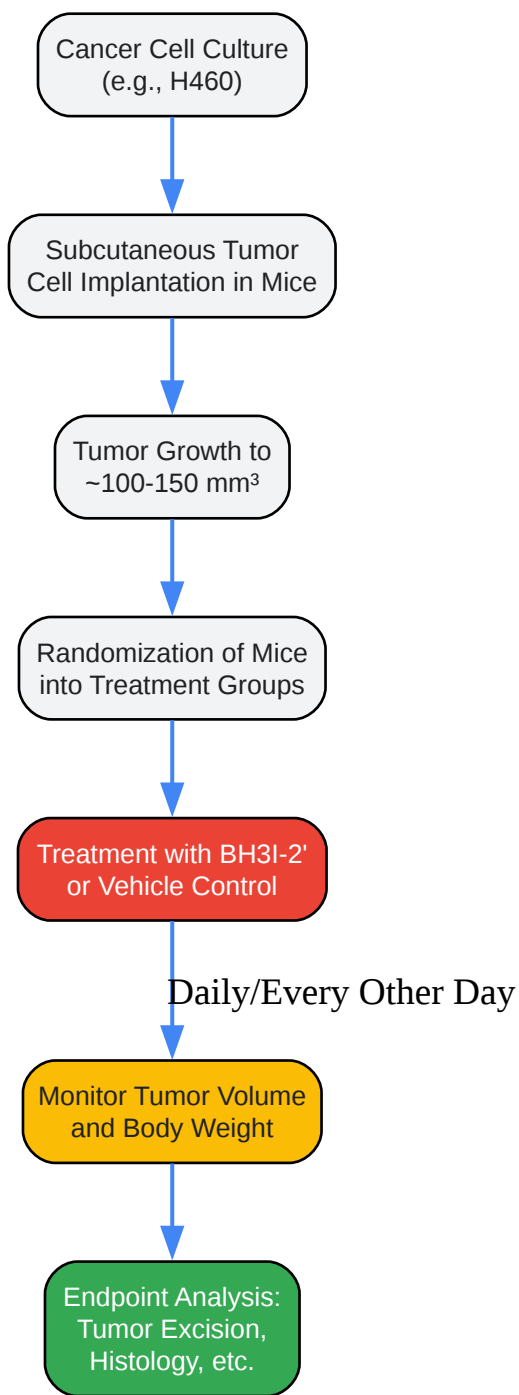 Cancer Cell Culture
(e.g., H460)
Subcutaneous Tumor
Cell Implantation in Mice
Tumor Growth to
~100-150 mm³
Randomization of Mice
into Treatment Groups
Treatment with BH3I-2'
or Vehicle Control
Daily/Every Other Day
Monitor Tumor Volume
and Body Weight
Endpoint Analysis:
Tumor Excision,
Histology, etc.